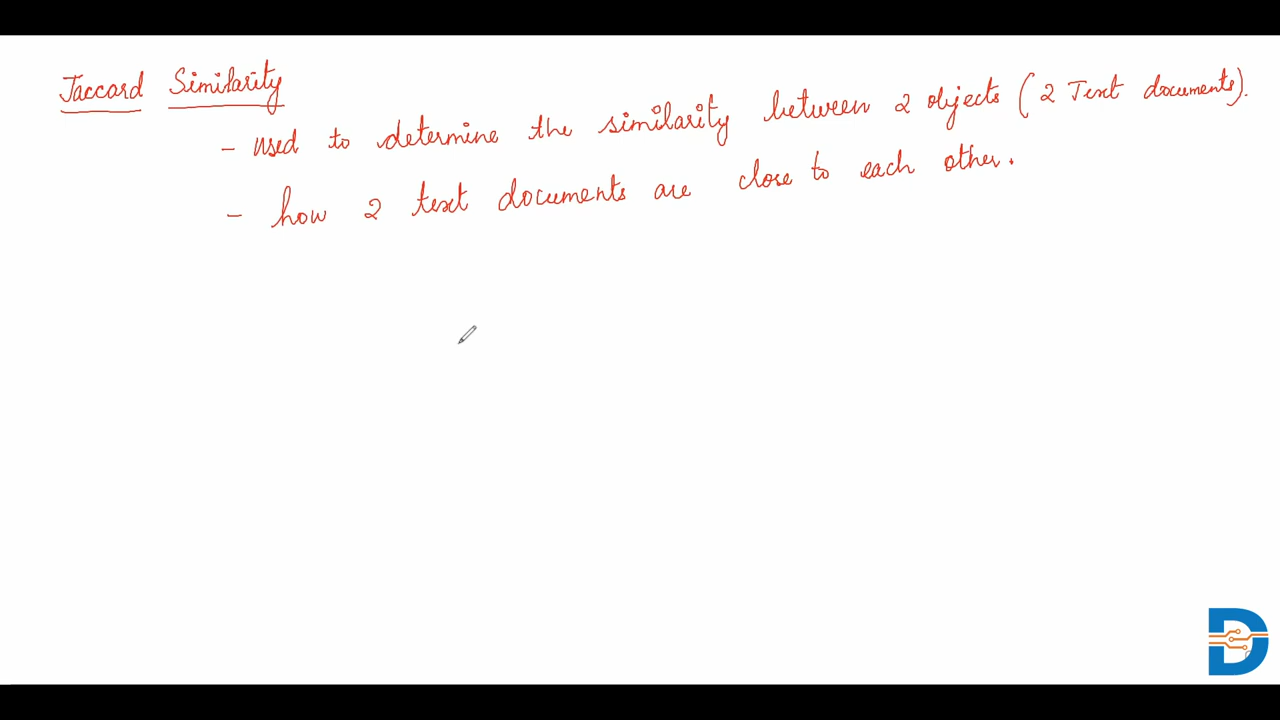 Jaccard Similarity
- used to determine the similarity between 2 objects (2 Text documents).
- how 2 text documents are close to each other.